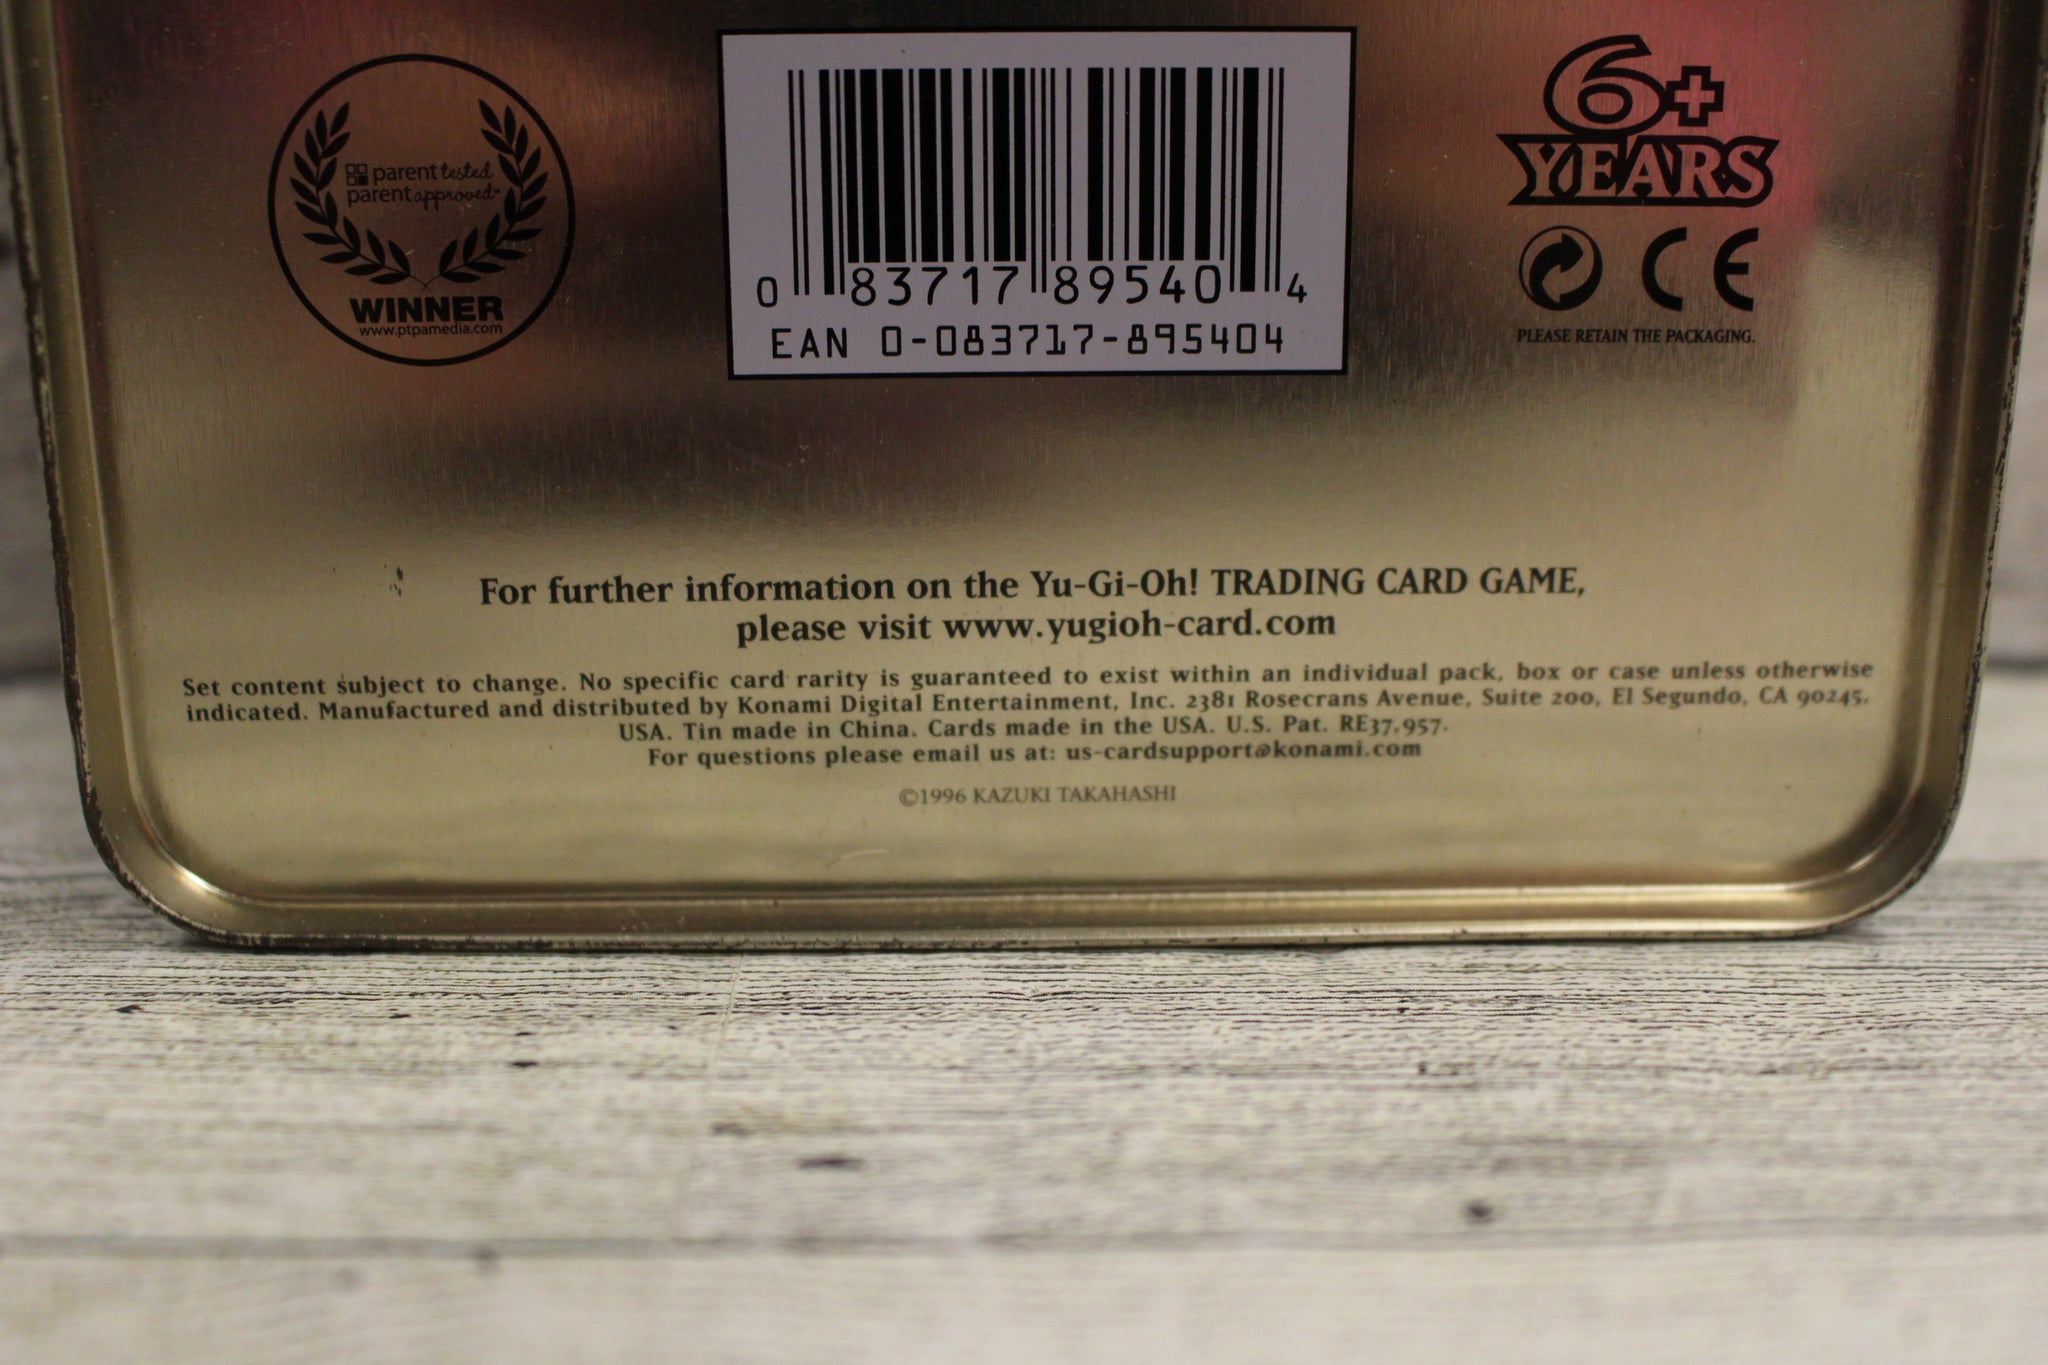 parent tested
parent approved™
WINNER
www.ptpamedia.com
0 83717 89540 4
EAN 0-083717-895404
6+
YEARS
CE
PLEASE RETAIN THE PACKAGING.
For further information on the Yu-Gi-Oh! TRADING CARD GAME,
please visit www.yugioh-card.com
Set content subject to change. No specific card rarity is guaranteed to exist within an individual pack, box or case unless otherwise
indicated. Manufactured and distributed by Konami Digital Entertainment, Inc. 2381 Rosecrans Avenue, Suite 200, El Segundo, CA 90245,
USA. Tin made in China. Cards made in the USA. U.S. Pat. RE37,957.
For questions please email us at: us-cardsupport@konami.com
©1996 KAZUKI TAKAHASHI